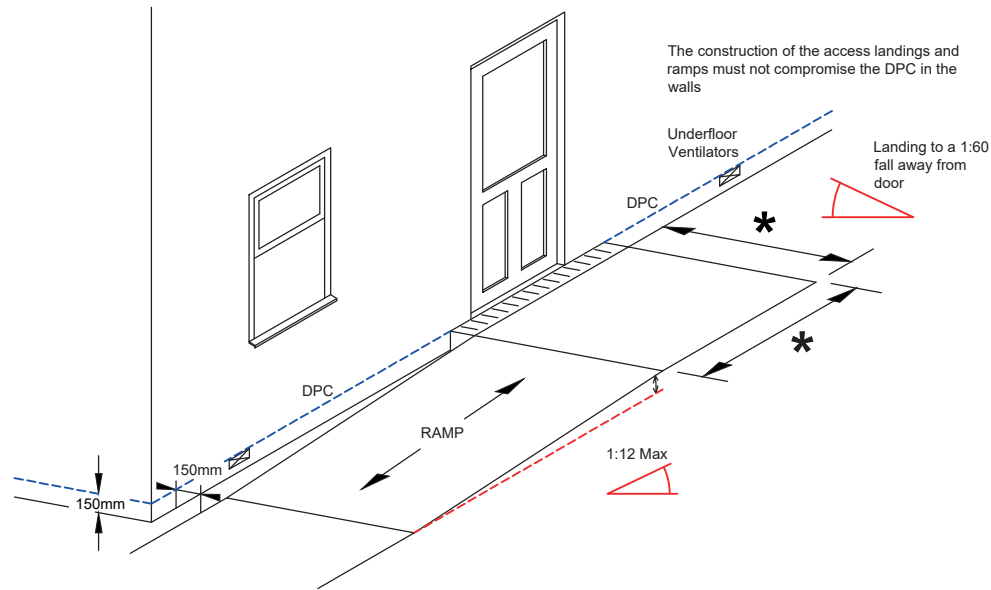 The construction of the access landings and
ramps must not compromise the DPC in the
walls
Underfloor
Ventilators
Landing to a 1:60
fall away from
door
DPC
*
*
DPC
RAMP
1:12 Max
150mm
150mm